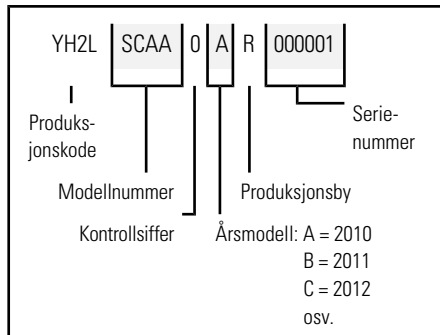 YH2L SCAA 0 A R 000001
Produks-
jonskode
Serie-
nummer
Modellnummer
Produksjonsby
Kontrollsiffer
Årsmodell: A = 2010
B = 2011
C = 2012
osv.